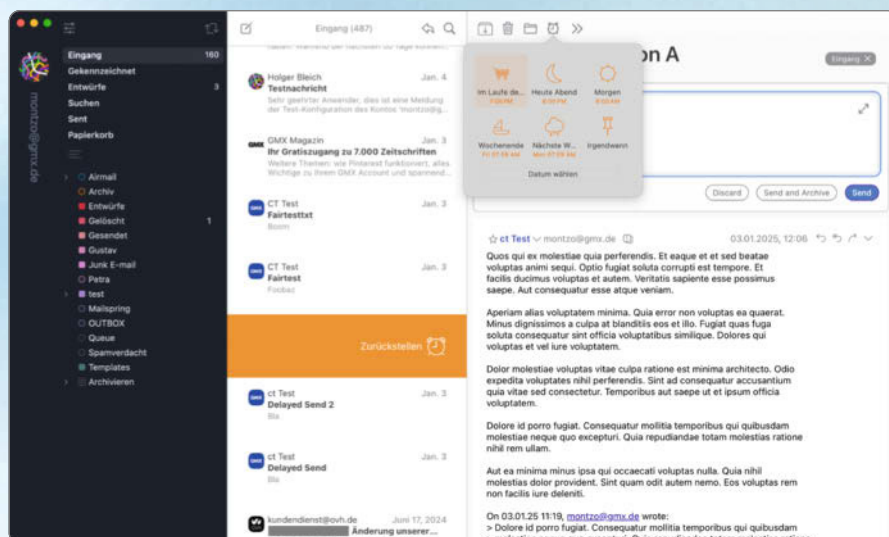 Eingang 160
Gekennzeichnet
Entwürfe 3
Suchen
Sent
Papierkorb
montzo@gmx.de
Airmail
Archiv
Entwürfe
Gelöscht 1
Gesendet
Gustav
Junk E-mail
Petra
test
Mailspring
OUTBOX
Queue
Spamverdacht
Templates
Archivieren
Eingang (487)
Holger Bleich Jan. 4
Testnachricht
Sehr geehrter Anwender, dies ist eine Meldung
der Test-Konfiguration des Kontos 'montzo@g...
GMX Magazin Jan. 3
Ihr Gratiszugang zu 7.000 Zeitschriften
Weitere Themen: wie Pinterest funktioniert, alles
Wichtige zu Ihrem GMX Account und spannend...
CT Test Jan. 3
Fairtesttxt
Boom
CT Test Jan. 3
Fairtest
Foobaz
Zurückstellen
ct Test Jan. 3
Delayed Send 2
Bla
ct Test Jan. 3
Delayed Send
Bla
kundendienst@ovh.de Juni 17, 2024
Änderung unserer...
on A
Eingang X
Im Laufe de... Heute Abend Morgen
Wochenende Nächste W... Irgendwann
Datum wählen
Discard Send and Archive Send
ct Test montzo@gmx.de 03.01.2025, 12:06
Quos qui ex molestiae quia perferendis. Et eaque et et sed beatae
voluptas animi sequi. Optio fugiat soluta corrupti est tempore. Et
facilis ducimus voluptas et autem. Veritatis sapiente esse possimus
saepe. Aut consequatur esse atque veniam.
Aperiam alias voluptatem minima. Quia error non voluptas ea quaerat.
Minus dignissimos a culpa at blanditiis eos et illo. Fugiat quas fuga
soluta consequatur sint officia voluptatibus similique. Dolores qui
voluptas et vel iure voluptatem.
Dolor molestiae voluptas vitae culpa ratione est minima architecto. Odio
expedita voluptates nihil perferendis. Sint ad consequatur accusantium
quia vitae sed consectetur. Temporibus aut saepe ut et ipsum officia
voluptatem.
Dolore id porro fugiat. Consequatur mollitia temporibus qui quibusdam
molestiae neque quo excepturi. Quia repudiandae totam molestias ratione
nihil rem ullam.
Aut ea minima minus ipsa qui occaecati voluptas nulla. Quia nihil
molestias dolor provident. Sint quam odit autem nemo. Eos voluptas rem
non facilis iure deleniti.
On 03.01.25 11:19, montzo@gmx.de wrote:
> Dolore id porro fugiat. Consequatur mollitia temporibus qui quibusdam